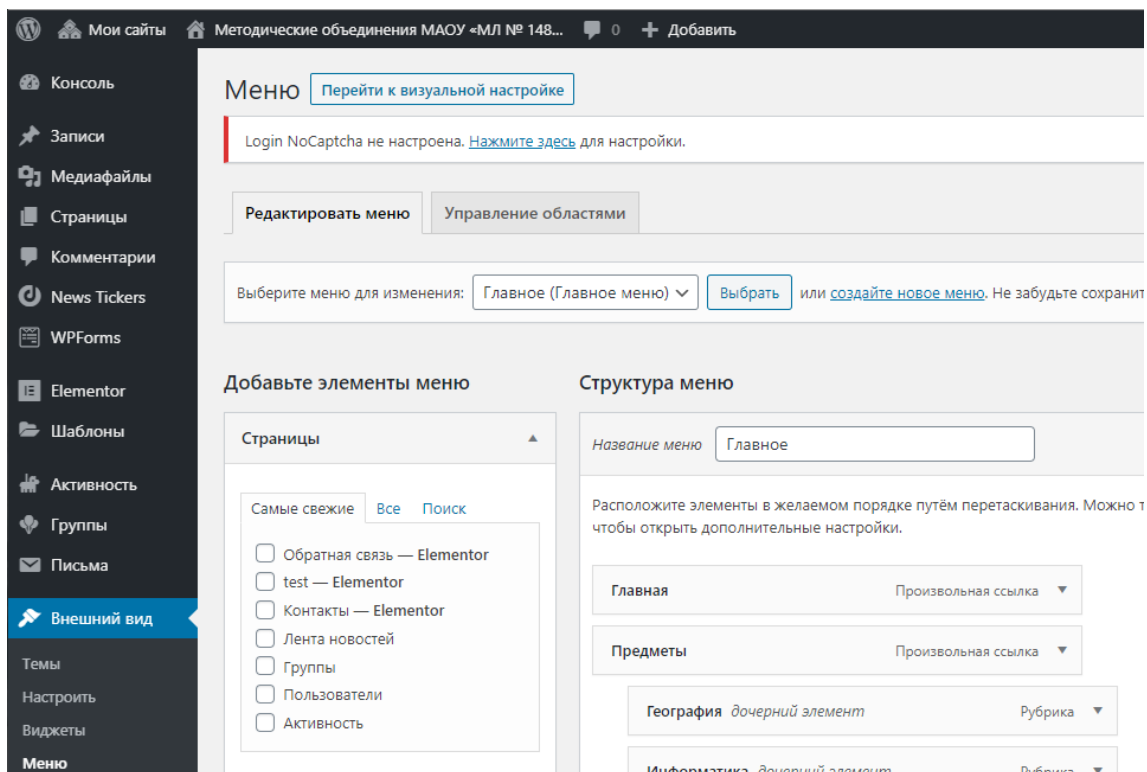 Мои сайты Методические объединения МАОУ «МЛ № 148... 0 Добавить
Консоль
Записи
Медиафайлы
Страницы
Комментарии
News Tickers
WPForms
Elementor
Шаблоны
Активность
Группы
Письма
Внешний вид
Темы
Настроить
Виджеты
Меню
Меню Перейти к визуальной настройке
Login NoCaptcha не настроена. Нажмите здесь для настройки.
Редактировать меню Управление областями
Выберите меню для изменения: Главное (Главное меню) Выбрать или создайте новое меню. Не забудьте сохранит
Добавьте элементы меню
Страницы
Самые свежие Все Поиск
Обратная связь — Elementor
test — Elementor
Контакты — Elementor
Лента новостей
Группы
Пользователи
Активность
Структура меню
Название меню Главное
Расположите элементы в желаемом порядке путём перетаскивания. Можно т
чтобы открыть дополнительные настройки.
Главная Произвольная ссылка
Предметы Произвольная ссылка
География дочерний элемент Рубрика
Информатика дочерний элемент Рубрика